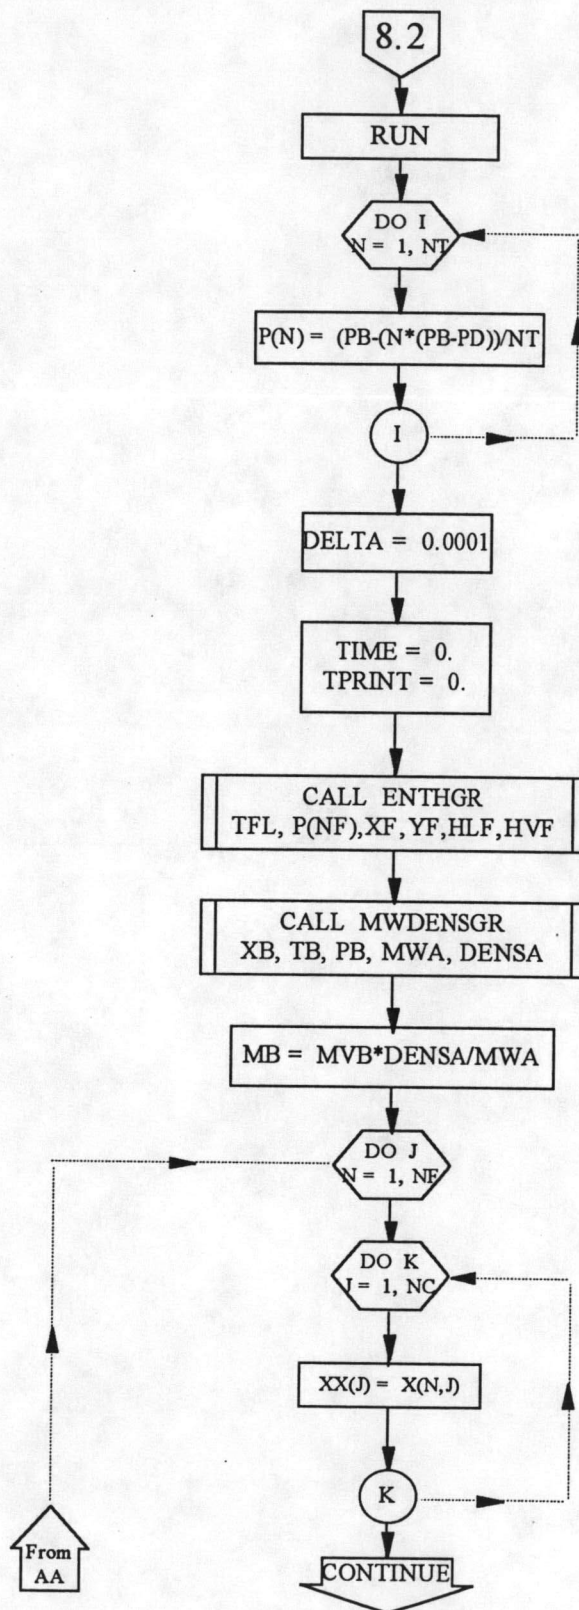 8.2
RUN
DO I
N = 1, NT
P(N) = (PB-(N*(PB-PD))/NT
I
DELTA = 0.0001
TIME = 0.
TPRINT = 0.
CALL ENTHGR
TFL, P(NF),XF, YF,HLF,HVF
CALL MWDENSGR
XB, TB, PB, MWA, DENSA
MB = MVB*DENSA/MWA
DO J
N = 1, NF
DO K
J = 1, NC
XX(J) = X(N,J)
K
From
AA
CONTINUE